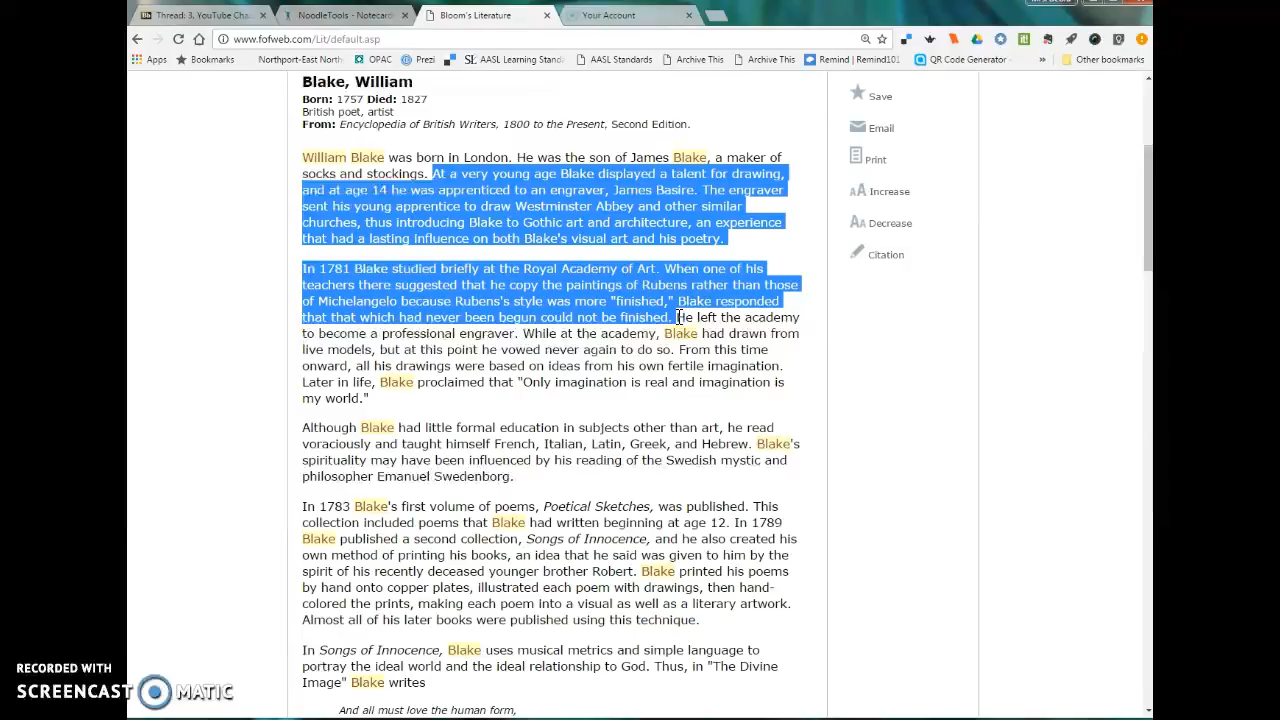 Thread: 3, YouTube Cha
NoodleTools - Notecard
Bloom's Literature
Your Account
www.fofweb.com/Lit/default.asp
Apps
Bookmarks
Northport-East North
OPAC
Prezi
SL AASL Learning Stand
AASL Standards
Archive This
Archive This
Remind | Remind101
QR Code Generator -
»
Other bookmarks
Blake, William
Born: 1757 Died: 1827
British poet, artist
From: Encyclopedia of British Writers, 1800 to the Present, Second Edition.
William Blake was born in London. He was the son of James Blake, a maker of
socks and stockings. At a very young age Blake displayed a talent for drawing,
and at age 14 he was apprenticed to an engraver, James Basire. The engraver
sent his young apprentice to draw Westminster Abbey and other similar
churches, thus introducing Blake to Gothic art and architecture, an experience
that had a lasting influence on both Blake's visual art and his poetry.
In 1781 Blake studied briefly at the Royal Academy of Art. When one of his
teachers there suggested that he copy the paintings of Rubens rather than those
of Michelangelo because Rubens's style was more "finished," Blake responded
that that which had never been begun could not be finished. He left the academy
to become a professional engraver. While at the academy, Blake had drawn from
live models, but at this point he vowed never again to do so. From this time
onward, all his drawings were based on ideas from his own fertile imagination.
Later in life, Blake proclaimed that "Only imagination is real and imagination is
my world."
Although Blake had little formal education in subjects other than art, he read
voraciously and taught himself French, Italian, Latin, Greek, and Hebrew. Blake's
spirituality may have been influenced by his reading of the Swedish mystic and
philosopher Emanuel Swedenborg.
In 1783 Blake's first volume of poems, Poetical Sketches, was published. This
collection included poems that Blake had written beginning at age 12. In 1789
Blake published a second collection, Songs of Innocence, and he also created his
own method of printing his books, an idea that he said was given to him by the
spirit of his recently deceased younger brother Robert. Blake printed his poems
by hand onto copper plates, illustrated each poem with drawings, then hand-
colored the prints, making each poem into a visual as well as a literary artwork.
Almost all of his later books were published using this technique.
In Songs of Innocence, Blake uses musical metrics and simple language to
portray the ideal world and the ideal relationship to God. Thus, in "The Divine
Image" Blake writes
And all must love the human form,
Save
Email
Print
AA Increase
AA Decrease
Citation
RECORDED WITH
SCREENCAST MATIC